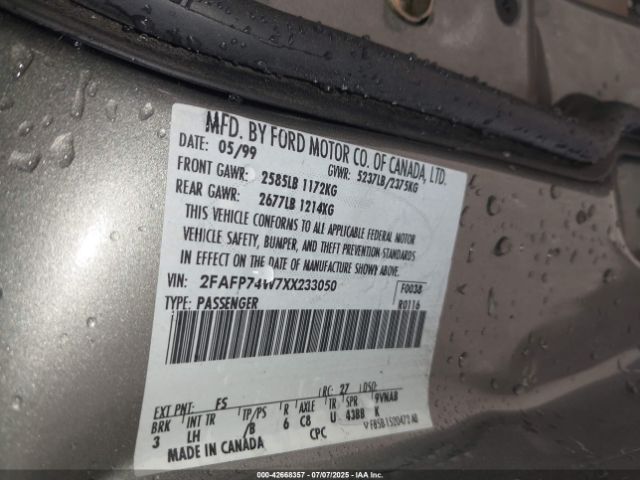 MFD. BY FORD MOTOR CO. OF CANADA, LTD.
DATE: 05/99 GVWR: 5237LB/2375KG
FRONT GAWR: 2585LB 1172KG
REAR GAWR: 2677LB 1214KG
THIS VEHICLE CONFORMS TO ALL APPLICABLE FEDERAL MOTOR
VEHICLE SAFETY, BUMPER, AND THEFT PREVENTION STANDARDS
IN EFFECT ON THE DATE OF MANUFACTURE SHOWN ABOVE.
VIN: 2FAFP74W7XX233050 F0038
TYPE: PASSENGER R0116
EXT PNT: FS RC: 27 DSO:
BRK INT TR TP/PS R AXLE TR SPR 9VNAB
3 LH /B 6 C8 U 43BB K
MADE IN CANADA CPC
000-42668357 07/07/2025 IAA